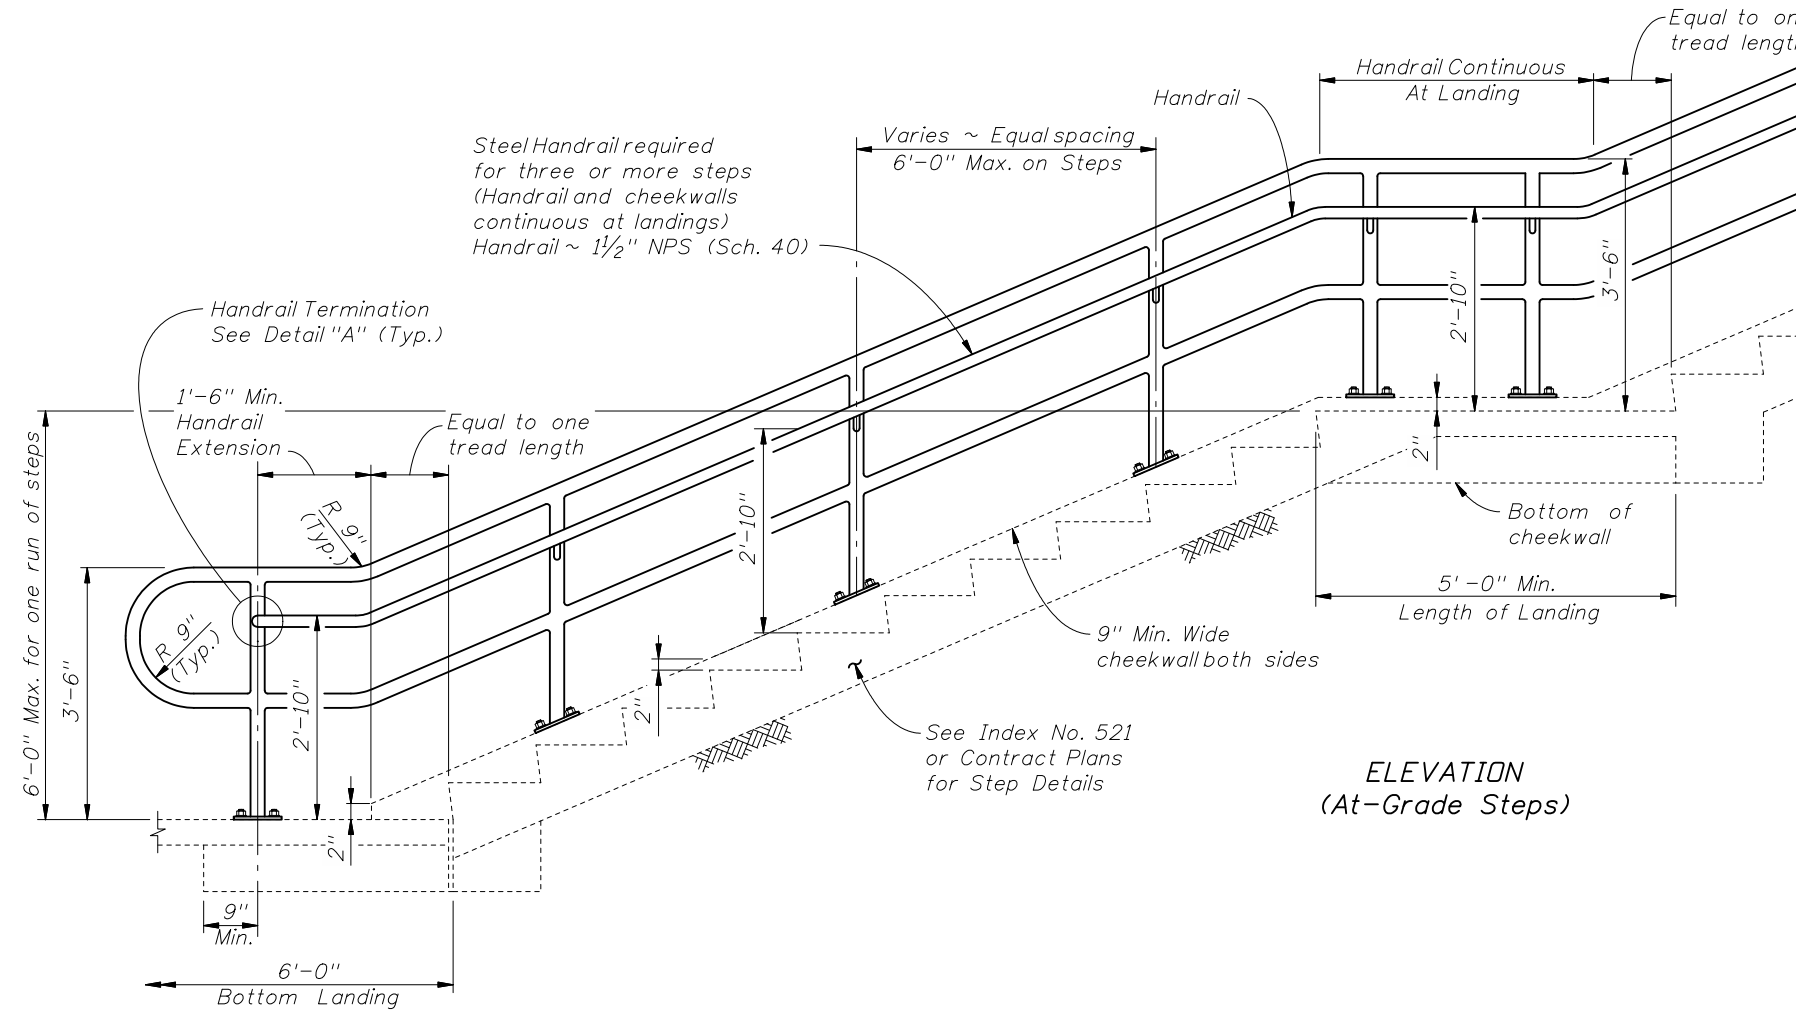 Equal to on
tread lengt
Handrail Continuous
At Landing
Handrail
Varies ~ Equal spacing
6'-0" Max. on Steps
Steel Handrail required
for three or more steps
(Handrail and cheekwalls
continuous at landings)
Handrail ~ 1½" NPS (Sch. 40)
3'-6"
2'-10"
Handrail Termination
See Detail "A" (Typ.)
1'-6" Min.
Handrail
Extension
Equal to one
tread length
2"
6'-0" Max. for one run of steps
R 9"
(Typ.)
2'-10"
Bottom of
cheekwall
5'-0" Min.
Length of Landing
R 9"
(Typ.)
3'-6"
2'-10"
2"
9" Min. Wide
cheekwall both sides
See Index No. 521
or Contract Plans
for Step Details
ELEVATION
(At-Grade Steps)
2"
9"
Min.
6'-0"
Bottom Landing